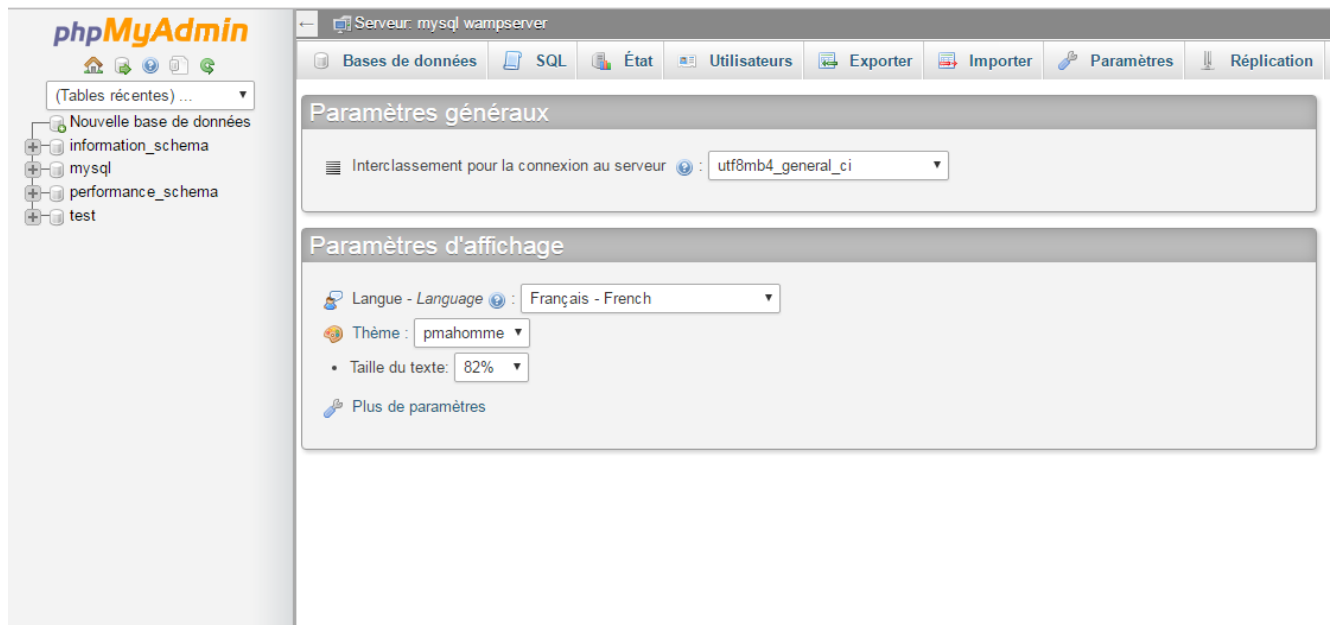 phpMyAdmin
(Tables récentes) ...
Nouvelle base de données
information_schema
mysql
performance_schema
test
Serveur: mysql wampserver
Bases de données SQL État Utilisateurs Exporter Importer Paramètres Réplication
Paramètres généraux
Interclassement pour la connexion au serveur : utf8mb4_general_ci
Paramètres d'affichage
Langue - Language : Français - French
Thème : pmahomme
Taille du texte: 82%
Plus de paramètres